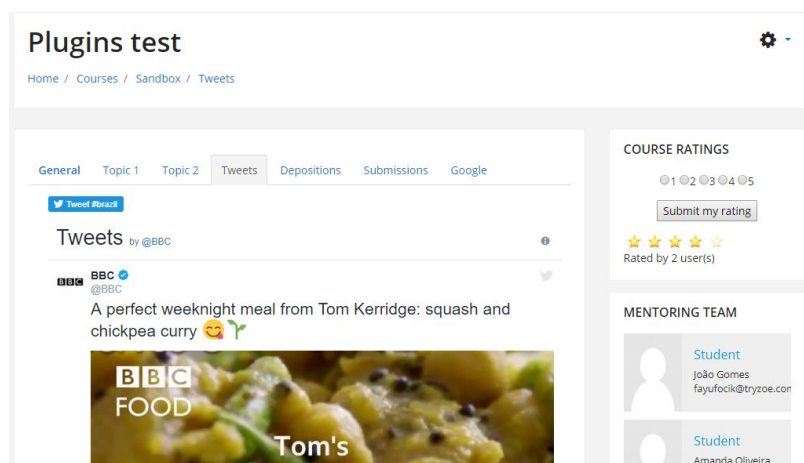 Plugins test
Home / Courses / Sandbox / Tweets
General Topic 1 Topic 2 Tweets Depositions Submissions Google
Tweet #brazil
Tweets by @BBC
BBC
BBC
@BBC
A perfect weeknight meal from Tom Kerridge: squash and
chickpea curry 😋🌱
BBC
FOOD
Tom's
COURSE RATINGS
1 2 3 4 5
Submit my rating
Rated by 2 user(s)
MENTORING TEAM
Student
João Gomes
fayufocik@tryzoe.con
Student
Amanda Oliveira